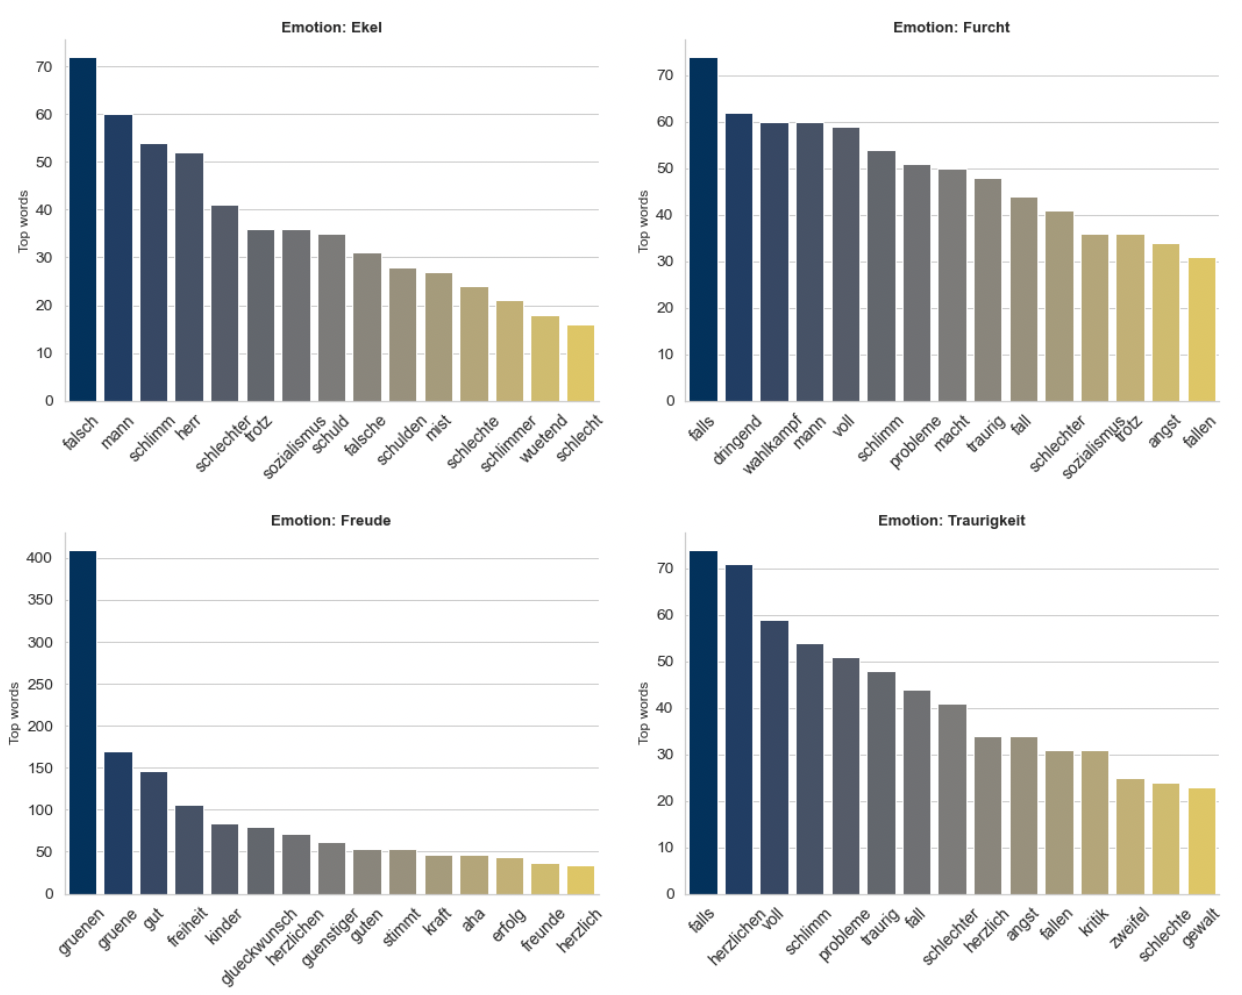 Emotion: Ekel
Top words
70
60
50
40
30
20
10
0
falsch
mann
schlimm
herr
schlechter
trotz
sozialismus
schuld
falsche
schulden
mist
schlechte
schlimmer
wuetend
schlecht
Emotion: Furcht
Top words
70
60
50
40
30
20
10
0
falls
dringend
wahlkampf
mann
voll
schlimm
probleme
macht
traurig
fall
schlechter
sozialismus
trotz
angst
fallen
Emotion: Freude
Top words
400
350
300
250
200
150
100
50
0
gruenen
gruene
gut
freiheit
kinder
glueckwunsch
herzlichen
guenstiger
guten
stimmt
kraft
aha
erfolg
freunde
herzlich
Emotion: Traurigkeit
Top words
70
60
50
40
30
20
10
0
falls
herzlichen
voll
schlimm
probleme
traurig
fall
schlechter
herzlich
angst
fallen
kritik
zweifel
schlechte
gewalt